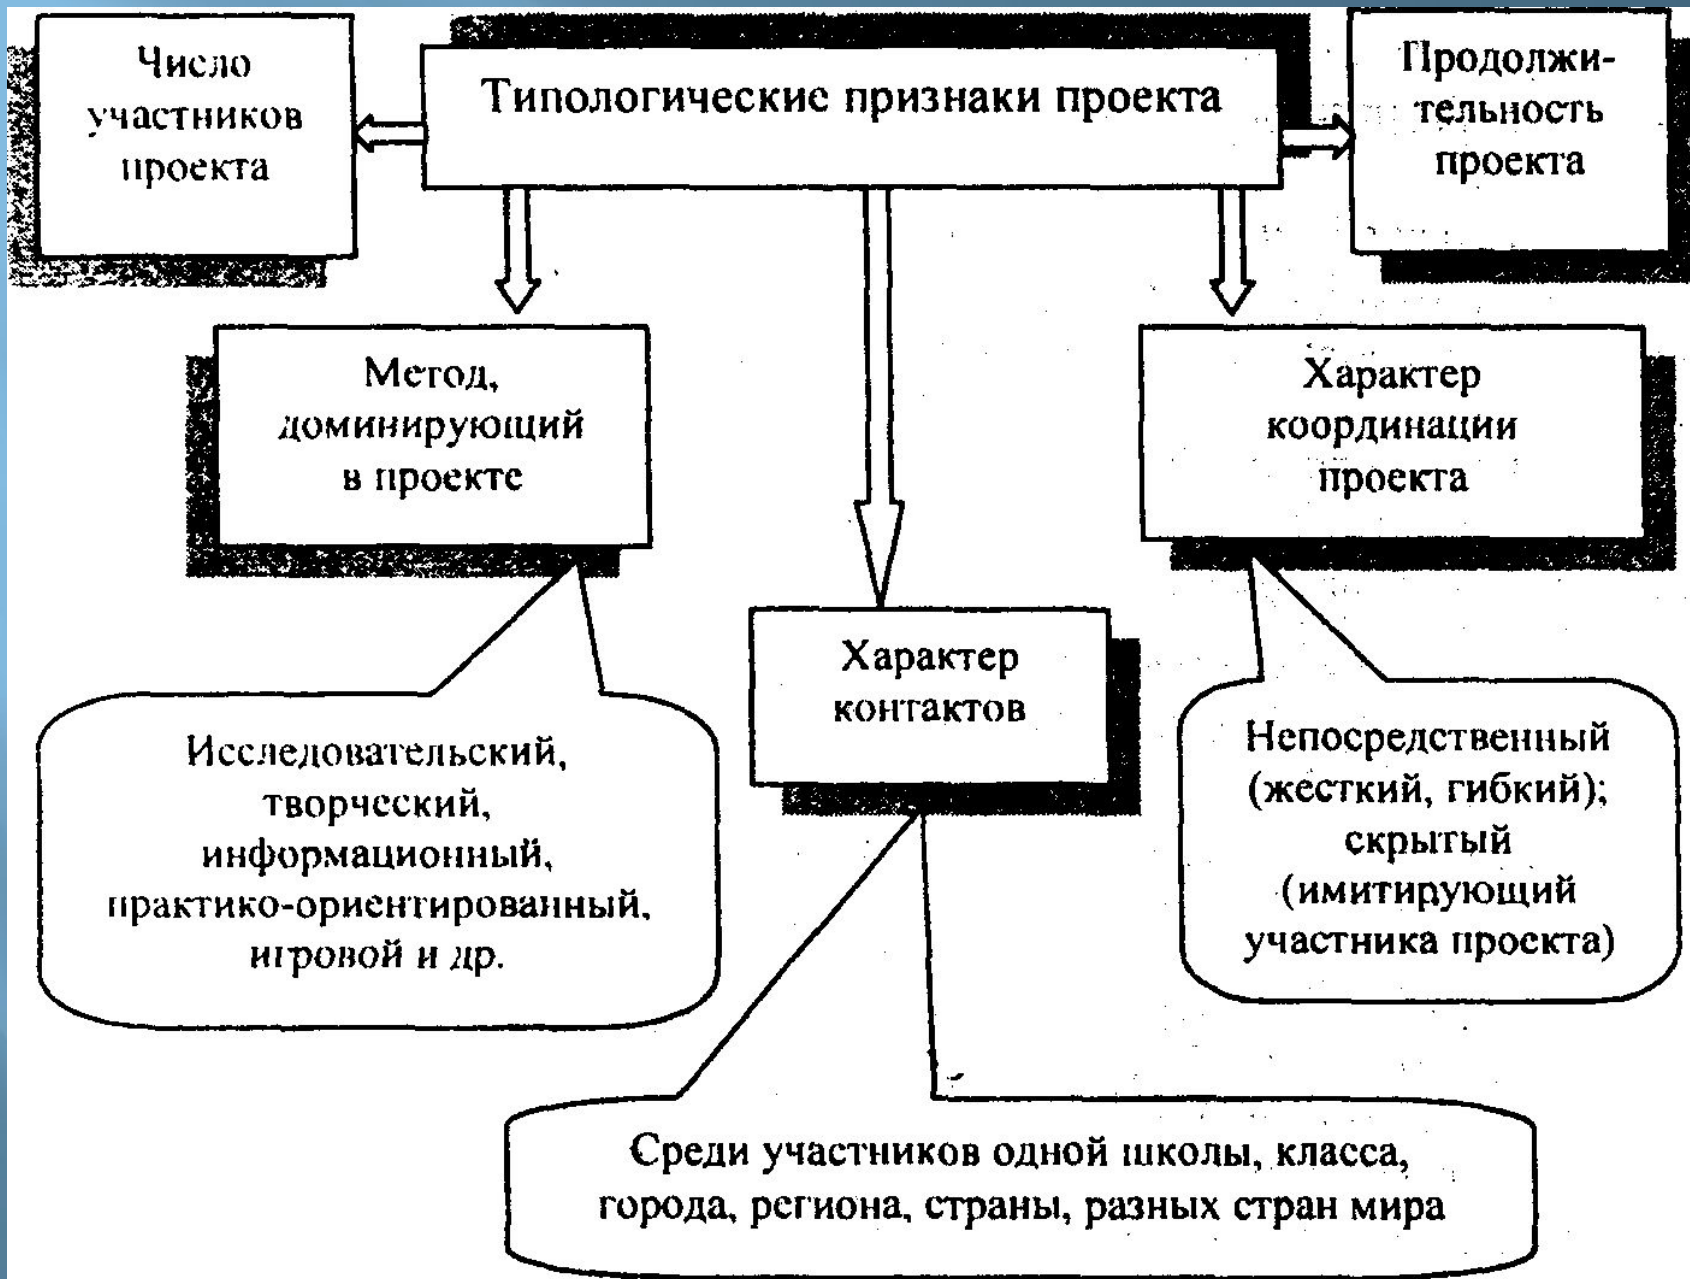 Типологические признаки проекта
Число
участников
проекта
Продолжи-
тельность
проекта
Метод,
доминирующий
в проекте
Характер
координации
проекта
Характер
контактов
Исследовательский,
творческий,
информационный,
практико-ориентированный,
игровой и др.
Непосредственный
(жесткий, гибкий);
скрытый
(имитирующий
участника проекта)
Среди участников одной школы, класса,
города, региона, страны, разных стран мира